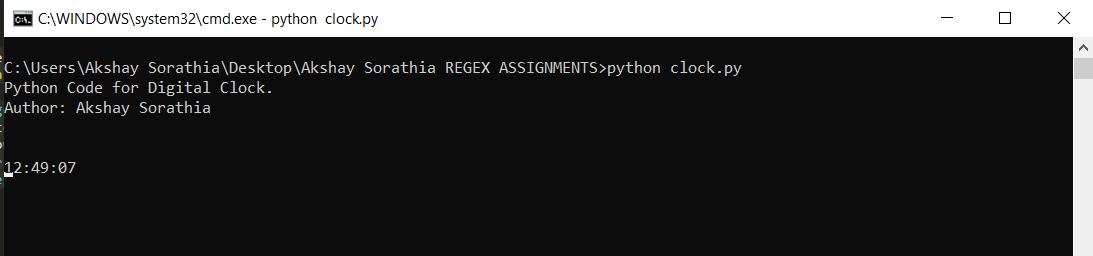 C:\WINDOWS\system32\cmd.exe - python  clock.py
C:\Users\Akshay Sorathia\Desktop\Akshay Sorathia REGEX ASSIGNMENTS>python clock.py
Python Code for Digital Clock.
Author: Akshay Sorathia
12:49:07